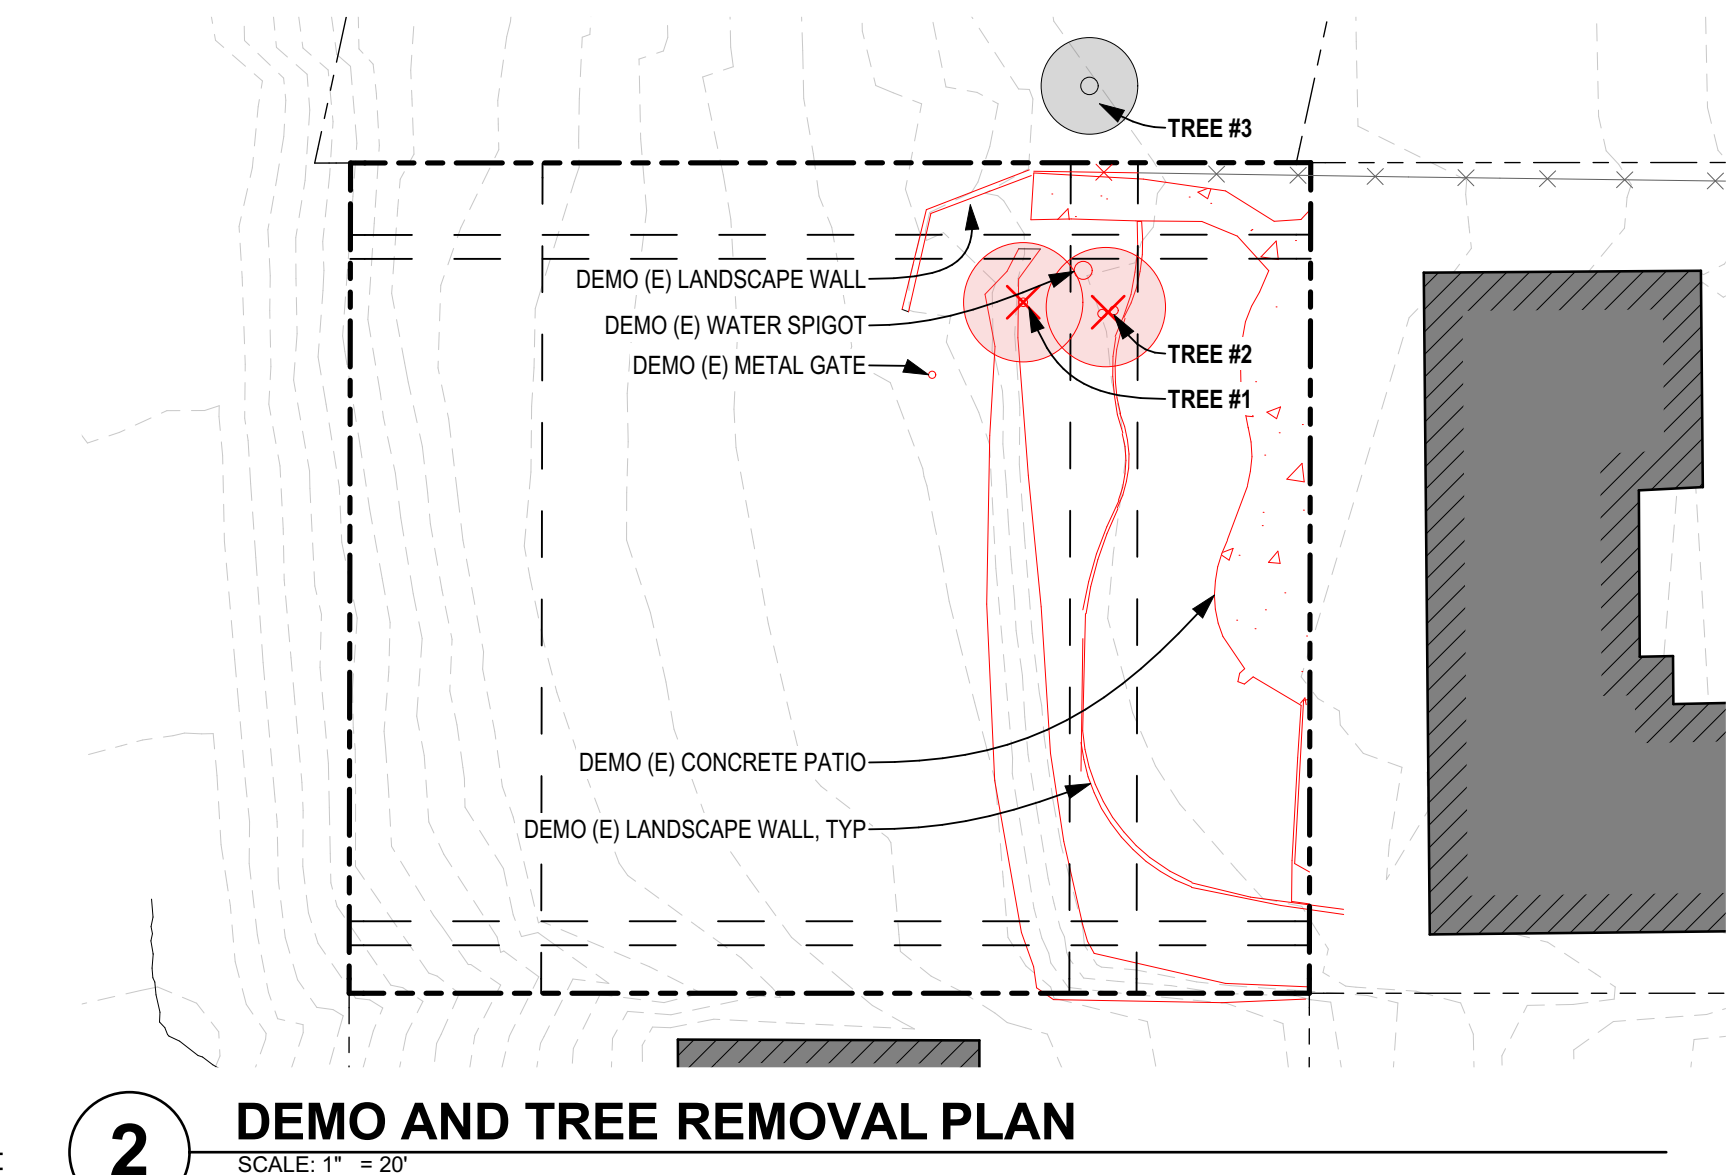 TREE #3
DEMO (E) LANDSCAPE WALL
DEMO (E) WATER SPIGOT
TREE #2
DEMO (E) METAL GATE
TREE #1
DEMO (E) CONCRETE PATIO
DEMO (E) LANDSCAPE WALL, TYP
2
DEMO AND TREE REMOVAL PLAN
SCALE: 1" = 20'